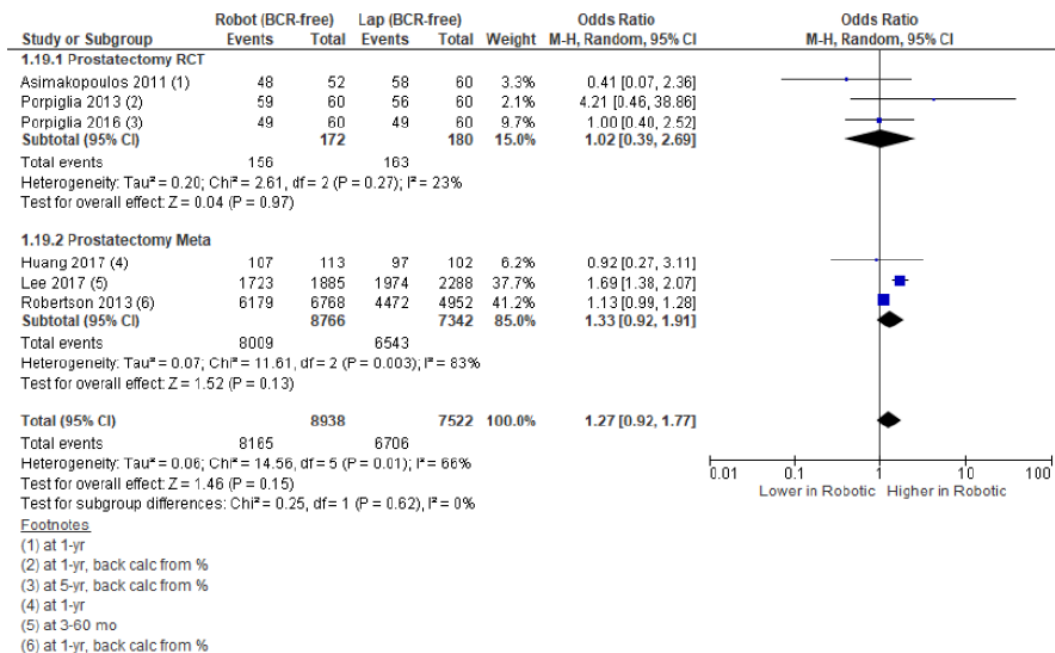 Robot (BCR-free) Lap (BCR-free) Odds Ratio Odds Ratio
Study or Subgroup Events Total Events Total Weight M-H, Random, 95% CI M-H, Random, 95% CI
1.19.1 Prostatectomy RCT
Asimakopoulos 2011 (1) 48 52 58 60 3.3% 0.41 [0.07, 2.36]
Porpiglia 2013 (2) 59 60 56 60 2.1% 4.21 [0.46, 38.86]
Porpiglia 2016 (3) 49 60 49 60 9.7% 1.00 [0.40, 2.52]
Subtotal (95% CI) 172 180 15.0% 1.02 [0.39, 2.69]
Total events 156 163
Heterogeneity: Tau² = 0.20; Chi² = 2.61, df = 2 (P = 0.27); I² = 23%
Test for overall effect: Z = 0.04 (P = 0.97)
1.19.2 Prostatectomy Meta
Huang 2017 (4) 107 113 97 102 6.2% 0.92 [0.27, 3.11]
Lee 2017 (5) 1723 1885 1974 2288 37.7% 1.69 [1.38, 2.07]
Robertson 2013 (6) 6179 6768 4472 4952 41.2% 1.13 [0.99, 1.28]
Subtotal (95% CI) 8766 7342 85.0% 1.33 [0.92, 1.91]
Total events 8009 6543
Heterogeneity: Tau² = 0.07; Chi² = 11.61, df = 2 (P = 0.003); I² = 83%
Test for overall effect: Z = 1.52 (P = 0.13)
Total (95% CI) 8938 7522 100.0% 1.27 [0.92, 1.77]
Total events 8165 6706
Heterogeneity: Tau² = 0.06; Chi² = 14.56, df = 5 (P = 0.01); I² = 66%
Test for overall effect: Z = 1.46 (P = 0.15)
Test for subgroup differences: Chi² = 0.25, df = 1 (P = 0.62), I² = 0%
0.01 0.1 1 10 100
Lower in Robotic Higher in Robotic
Footnotes
(1) at 1-yr
(2) at 1-yr, back calc from %
(3) at 5-yr, back calc from %
(4) at 1-yr
(5) at 3-60 mo
(6) at 1-yr, back calc from %